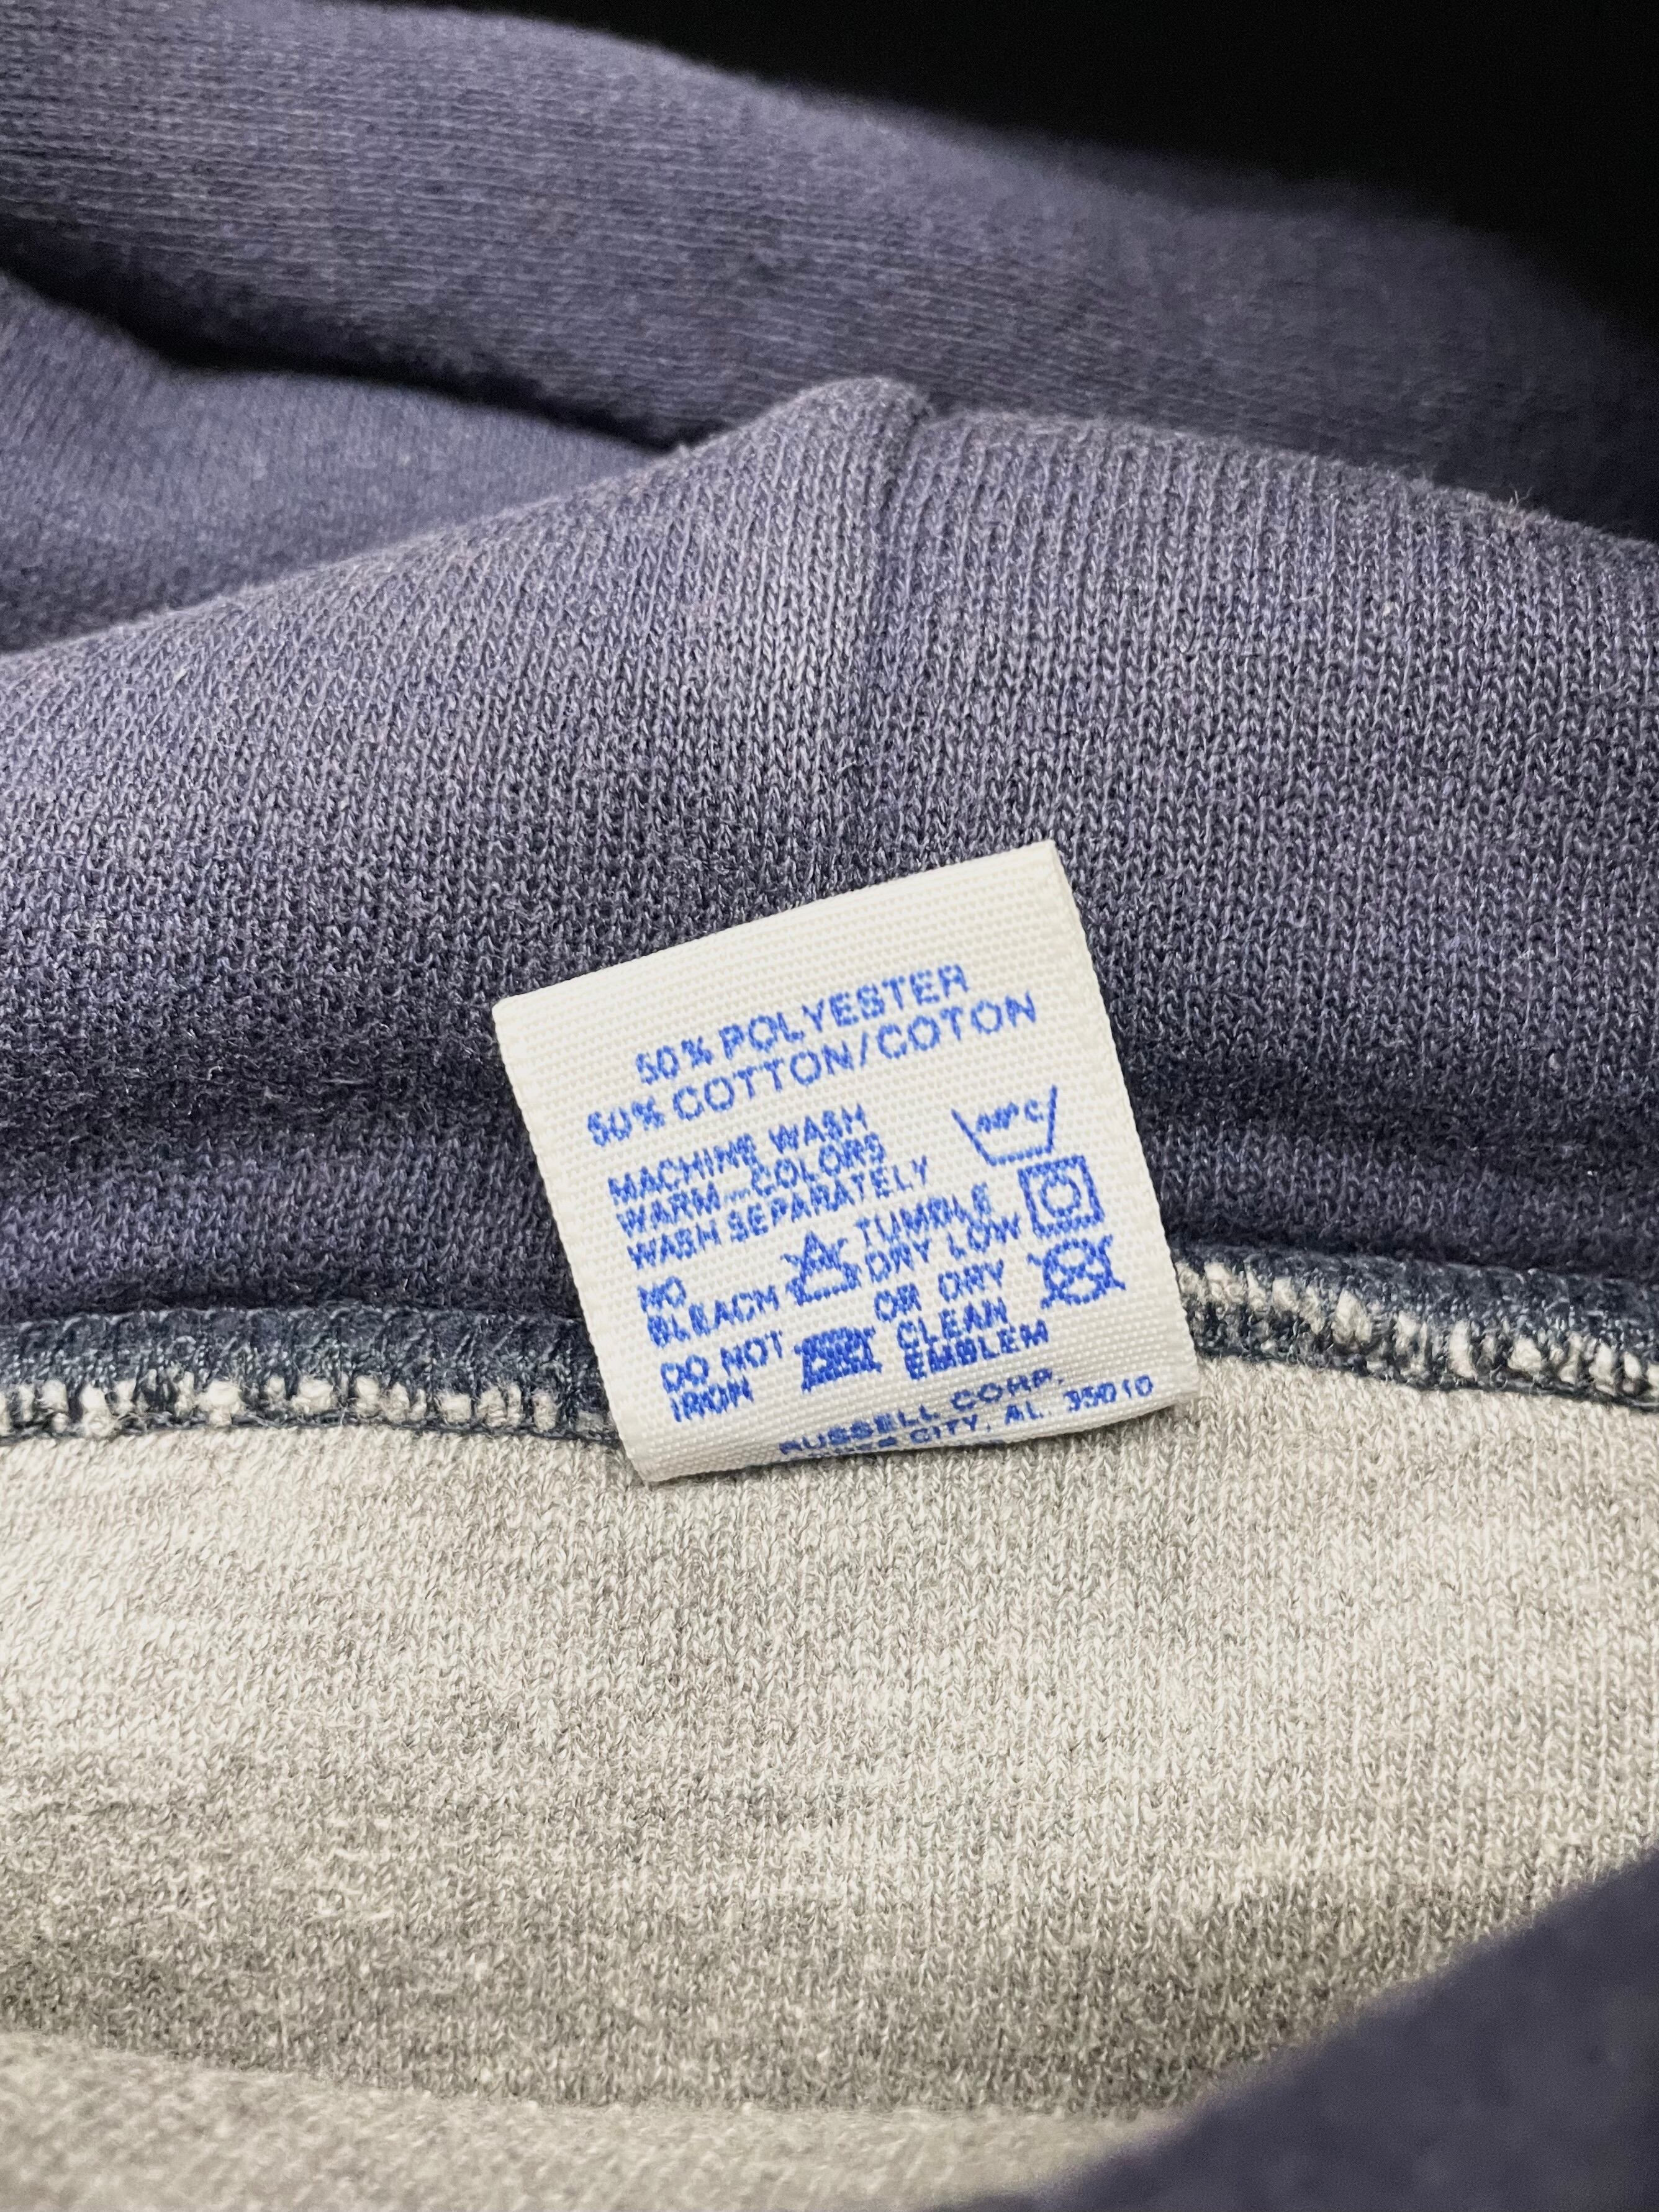 50% POLYESTER
50% COTTON/COTON
MACHINE WASH
WARM—COLORS
WASH SEPARATELY
NO
BLEACH
TUMBLE
DRY LOW
DO NOT
IRON
OR DRY
CLEAN
EMBLEM
RUSSELL CORP.
CITY, AL. 35010